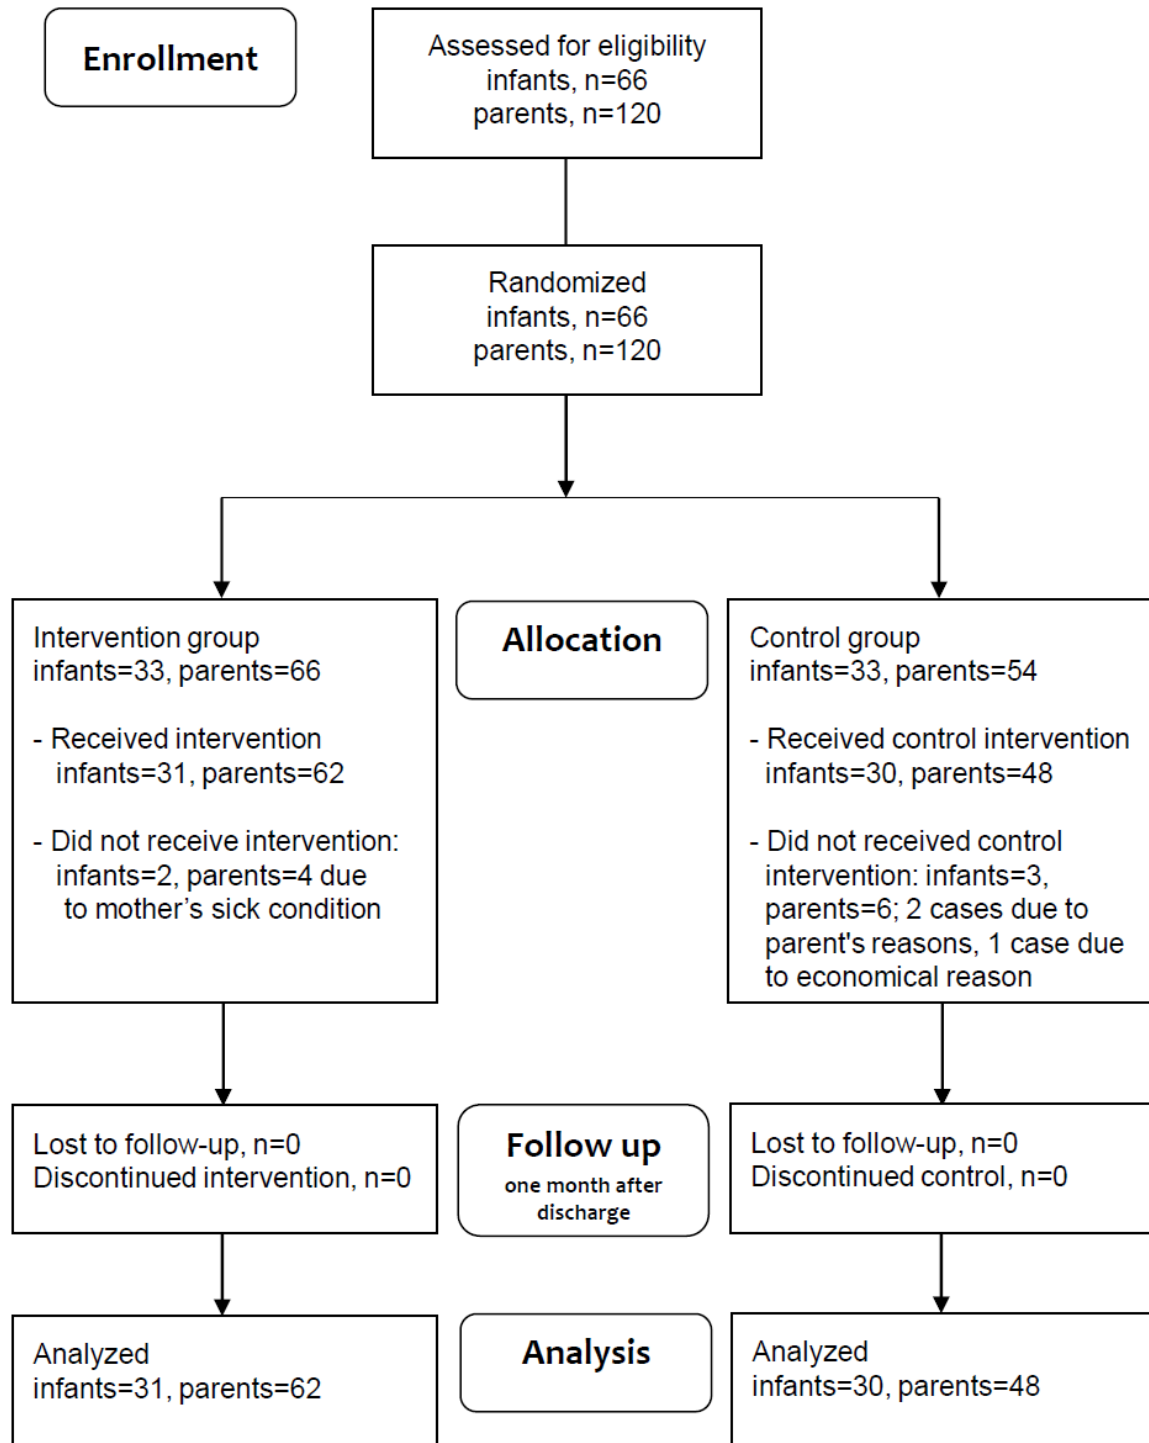 Enrollment
Assessed for eligibility
infants, n=66
parents, n=120
Randomized
infants, n=66
parents, n=120
Intervention group
infants=33, parents=66
- Received intervention
infants=31, parents=62
- Did not receive intervention:
infants=2, parents=4 due
to mother's sick condition
Allocation
Control group
infants=33, parents=54
- Received control intervention
infants=30, parents=48
- Did not received control
intervention: infants=3,
parents=6; 2 cases due to
parent's reasons, 1 case due
to economical reason
Lost to follow-up, n=0
Discontinued intervention, n=0
Follow up
one month after
discharge
Lost to follow-up, n=0
Discontinued control, n=0
Analyzed
infants=31, parents=62
Analysis
Analyzed
infants=30, parents=48